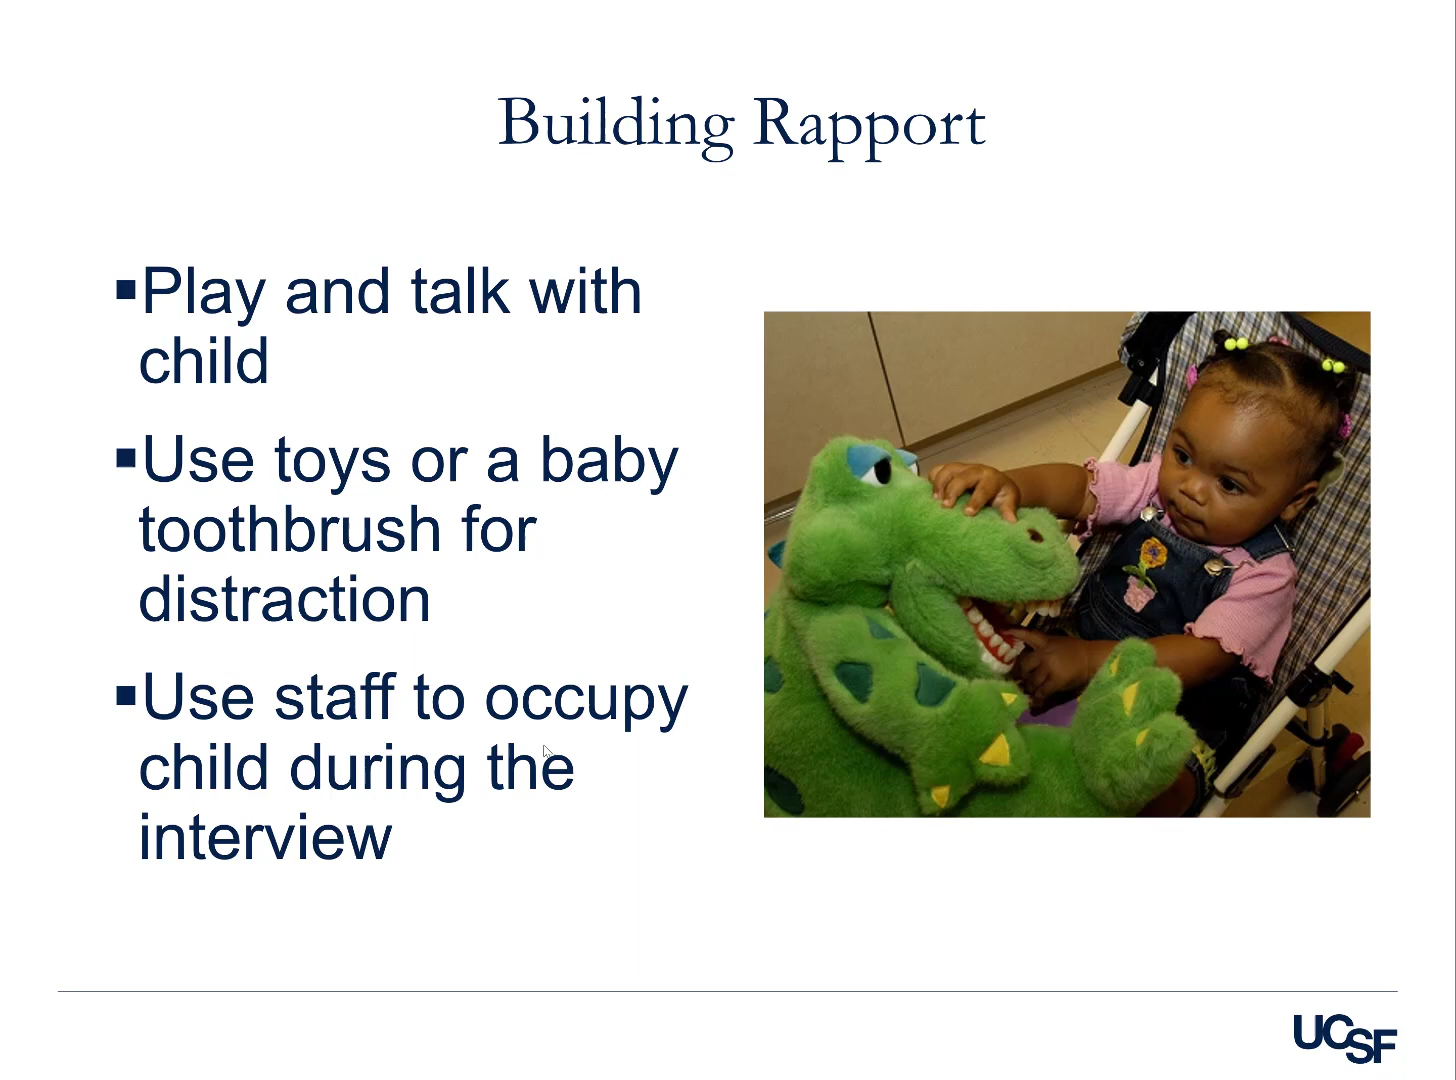 Building Rapport
▪Play and talk with
child
▪Use toys or a baby
toothbrush for
distraction
▪Use staff to occupy
child during the
interview
UCSF